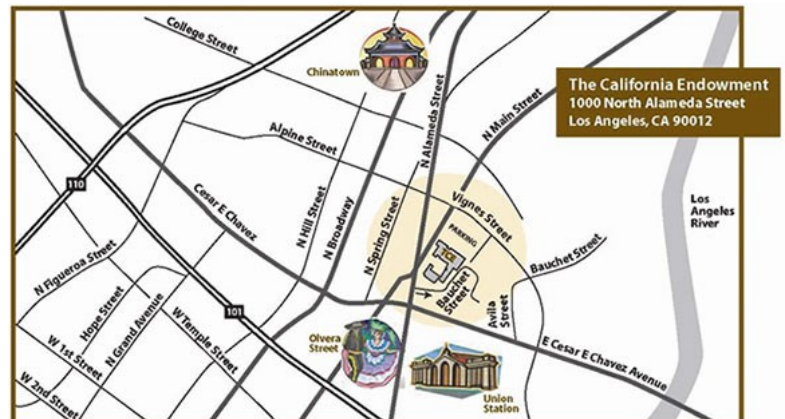 College Street
Chinatown
The California Endowment
1000 North Alameda Street
Los Angeles, CA 90012
N Alameda Street
N Main Street
Alpine Street
110
Cesar E Chavez
N Hill Street
N Broadway
N Spring Street
Vignes Street
PARKING
TCE
Los
Angeles
River
Bauchet Street
N Figueroa Street
Hope Street
N Grand Avenue
101
W Temple Street
Bauchet
Street
Avila
Street
W 1st Street
W 2nd Street
Olvera
Street
E Cesar E Chavez Avenue
Union
Station